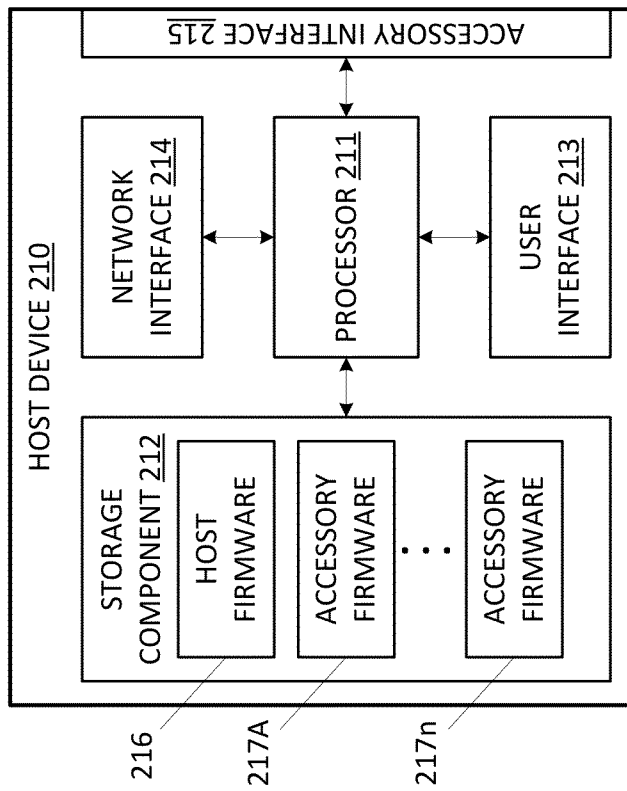 HOST DEVICE 210
STORAGE
COMPONENT 212
HOST
FIRMWARE
ACCESSORY
FIRMWARE
ACCESSORY
FIRMWARE
216
217A
217n
NETWORK
INTERFACE 214
PROCESSOR 211
USER
INTERFACE 213
ACCESSORY INTERFACE 215